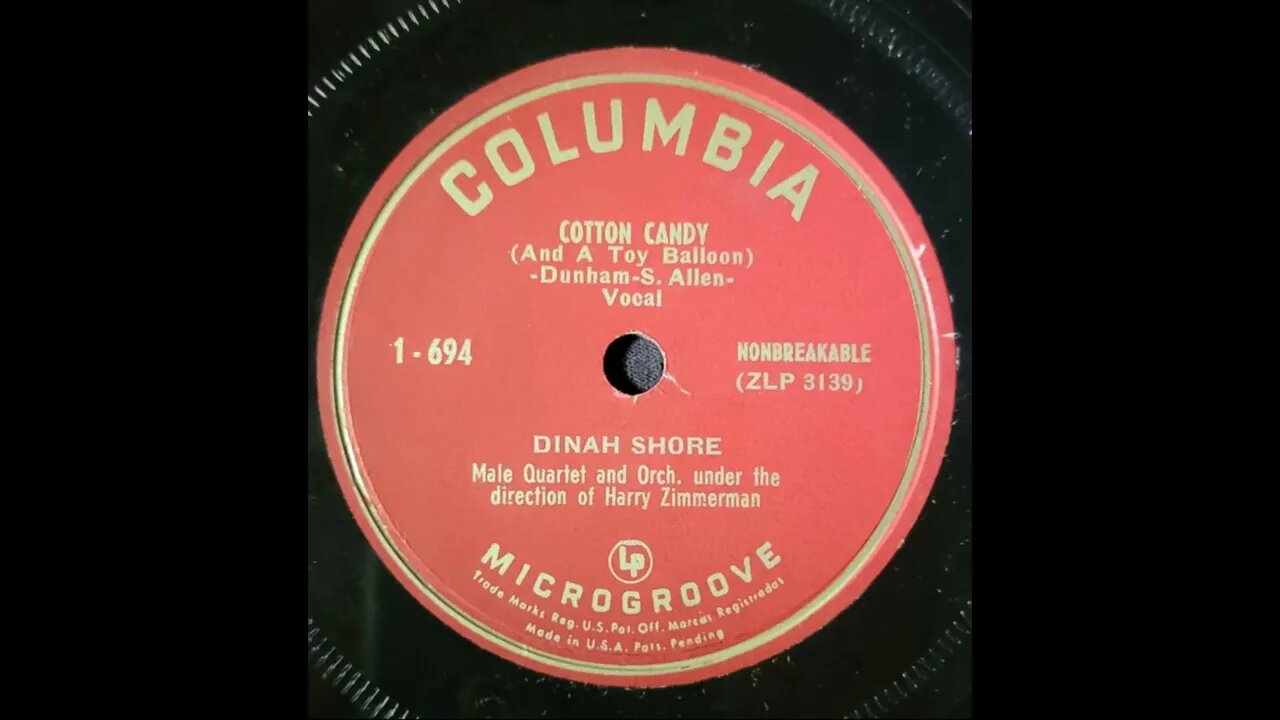 COLUMBIA
COTTON CANDY
(And A Toy Balloon)
-Dunham-S. Allen-
Vocal
1-694
NONBREAKABLE
(ZLP 3139)
DINAH SHORE
Male Quartet and Orch. under the
direction of Harry Zimmerman
LP
MICROGROOVE
Trade Marks Reg. U.S. Pat. Off. Marcas Registradas
Made in U.S.A. Pats. Pending